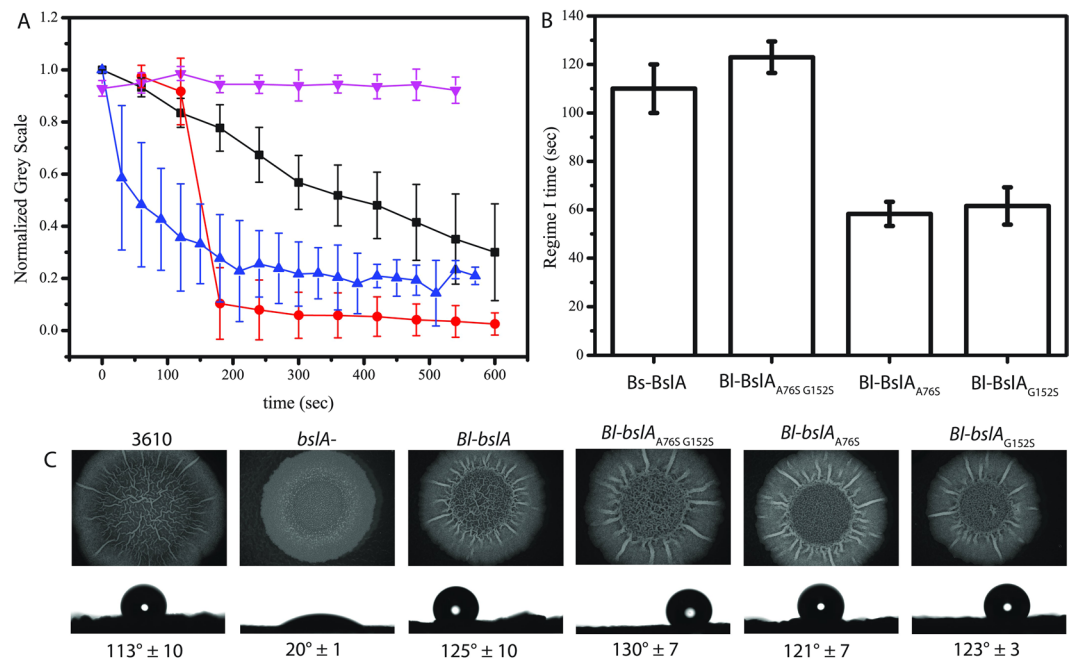 A
Normalized Grey Scale
1.2
1.0
0.8
0.6
0.4
0.2
0.0
0 100 200 300 400 500 600
time (sec)
B
Regime I time (sec)
140
120
100
80
60
40
20
0
Bs-BslA Bl-BslA A76S G152S Bl-BslA A76S Bl-BslA G152S
C
3610 bslA- Bl-bslA Bl-bslA A76S G152S Bl-bslA A76S Bl-bslA G152S
113° ± 10 20° ± 1 125° ± 10 130° ± 7 121° ± 7 123° ± 3